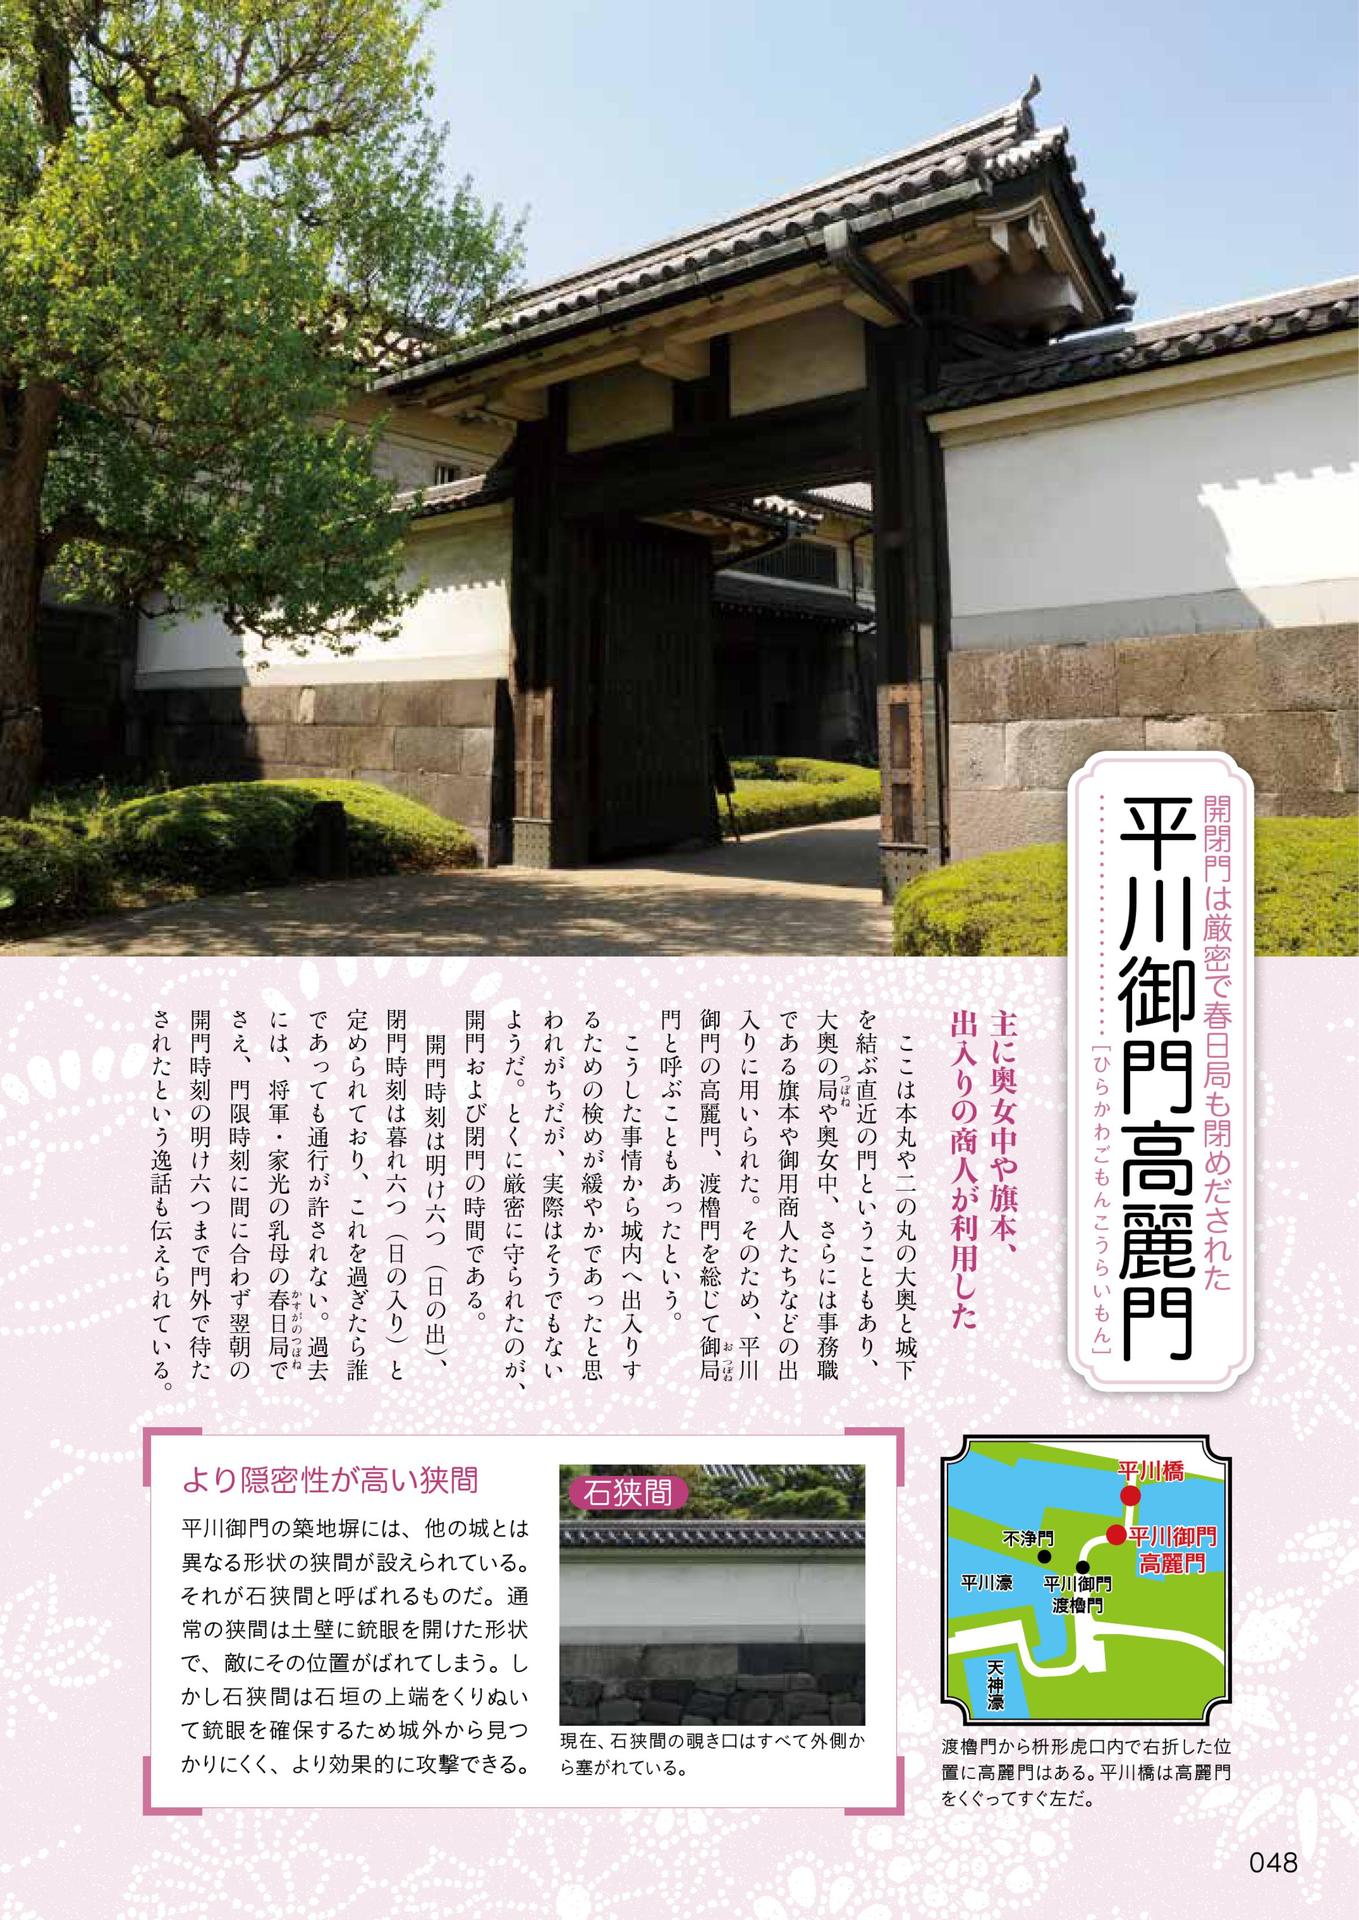 開閉門は厳密で春日局も閉めだされた
平川御門高麗門
[ひらかわごもんこうらいもん]
主に奥女中や旗本、
出入りの商人が利用した
ここは本丸や二の丸の大奥と城下
を結ぶ直近の門ということもあり、
大奥の局や奥女中、さらには事務職
つぼね
である旗本や御用商人たちなどの出
入りに用いられた。そのため、平川
御門の高麗門、渡櫓門を総じて御局
おつぼね
門と呼ぶこともあったという。
こうした事情から城内へ出入りす
るための検めが緩やかであったと思
われがちだが、実際はそうでもない
ようだ。とくに厳密に守られたのが、
開門および閉門の時間である。
開門時刻は明け六つ（日の出）、
閉門時刻は暮れ六つ（日の入り）と
定められており、これを過ぎたら誰
であっても通行が許されない。過去
には、将軍・家光の乳母の春日局で
かすがのつぼね
さえ、門限時刻に間に合わず翌朝の
開門時刻の明け六つまで門外で待た
されたという逸話も伝えられている。
より隠密性が高い狭間
平川御門の築地塀には、他の城とは
異なる形状の狭間が設えられている。
それが石狭間と呼ばれるものだ。通
常の狭間は土壁に銃眼を開けた形状
で、敵にその位置がばれてしまう。し
かし石狭間は石垣の上端をくりぬい
て銃眼を確保するため城外から見つ
かりにくく、より効果的に攻撃できる。
石狭間
現在、石狭間の覗き口はすべて外側か
ら塞がれている。
平川橋
平川御門
高麗門
不浄門
平川濠
平川御門
渡櫓門
天神濠
渡櫓門から枡形虎口内で右折した位
置に高麗門はある。平川橋は高麗門
をくぐってすぐ左だ。
048